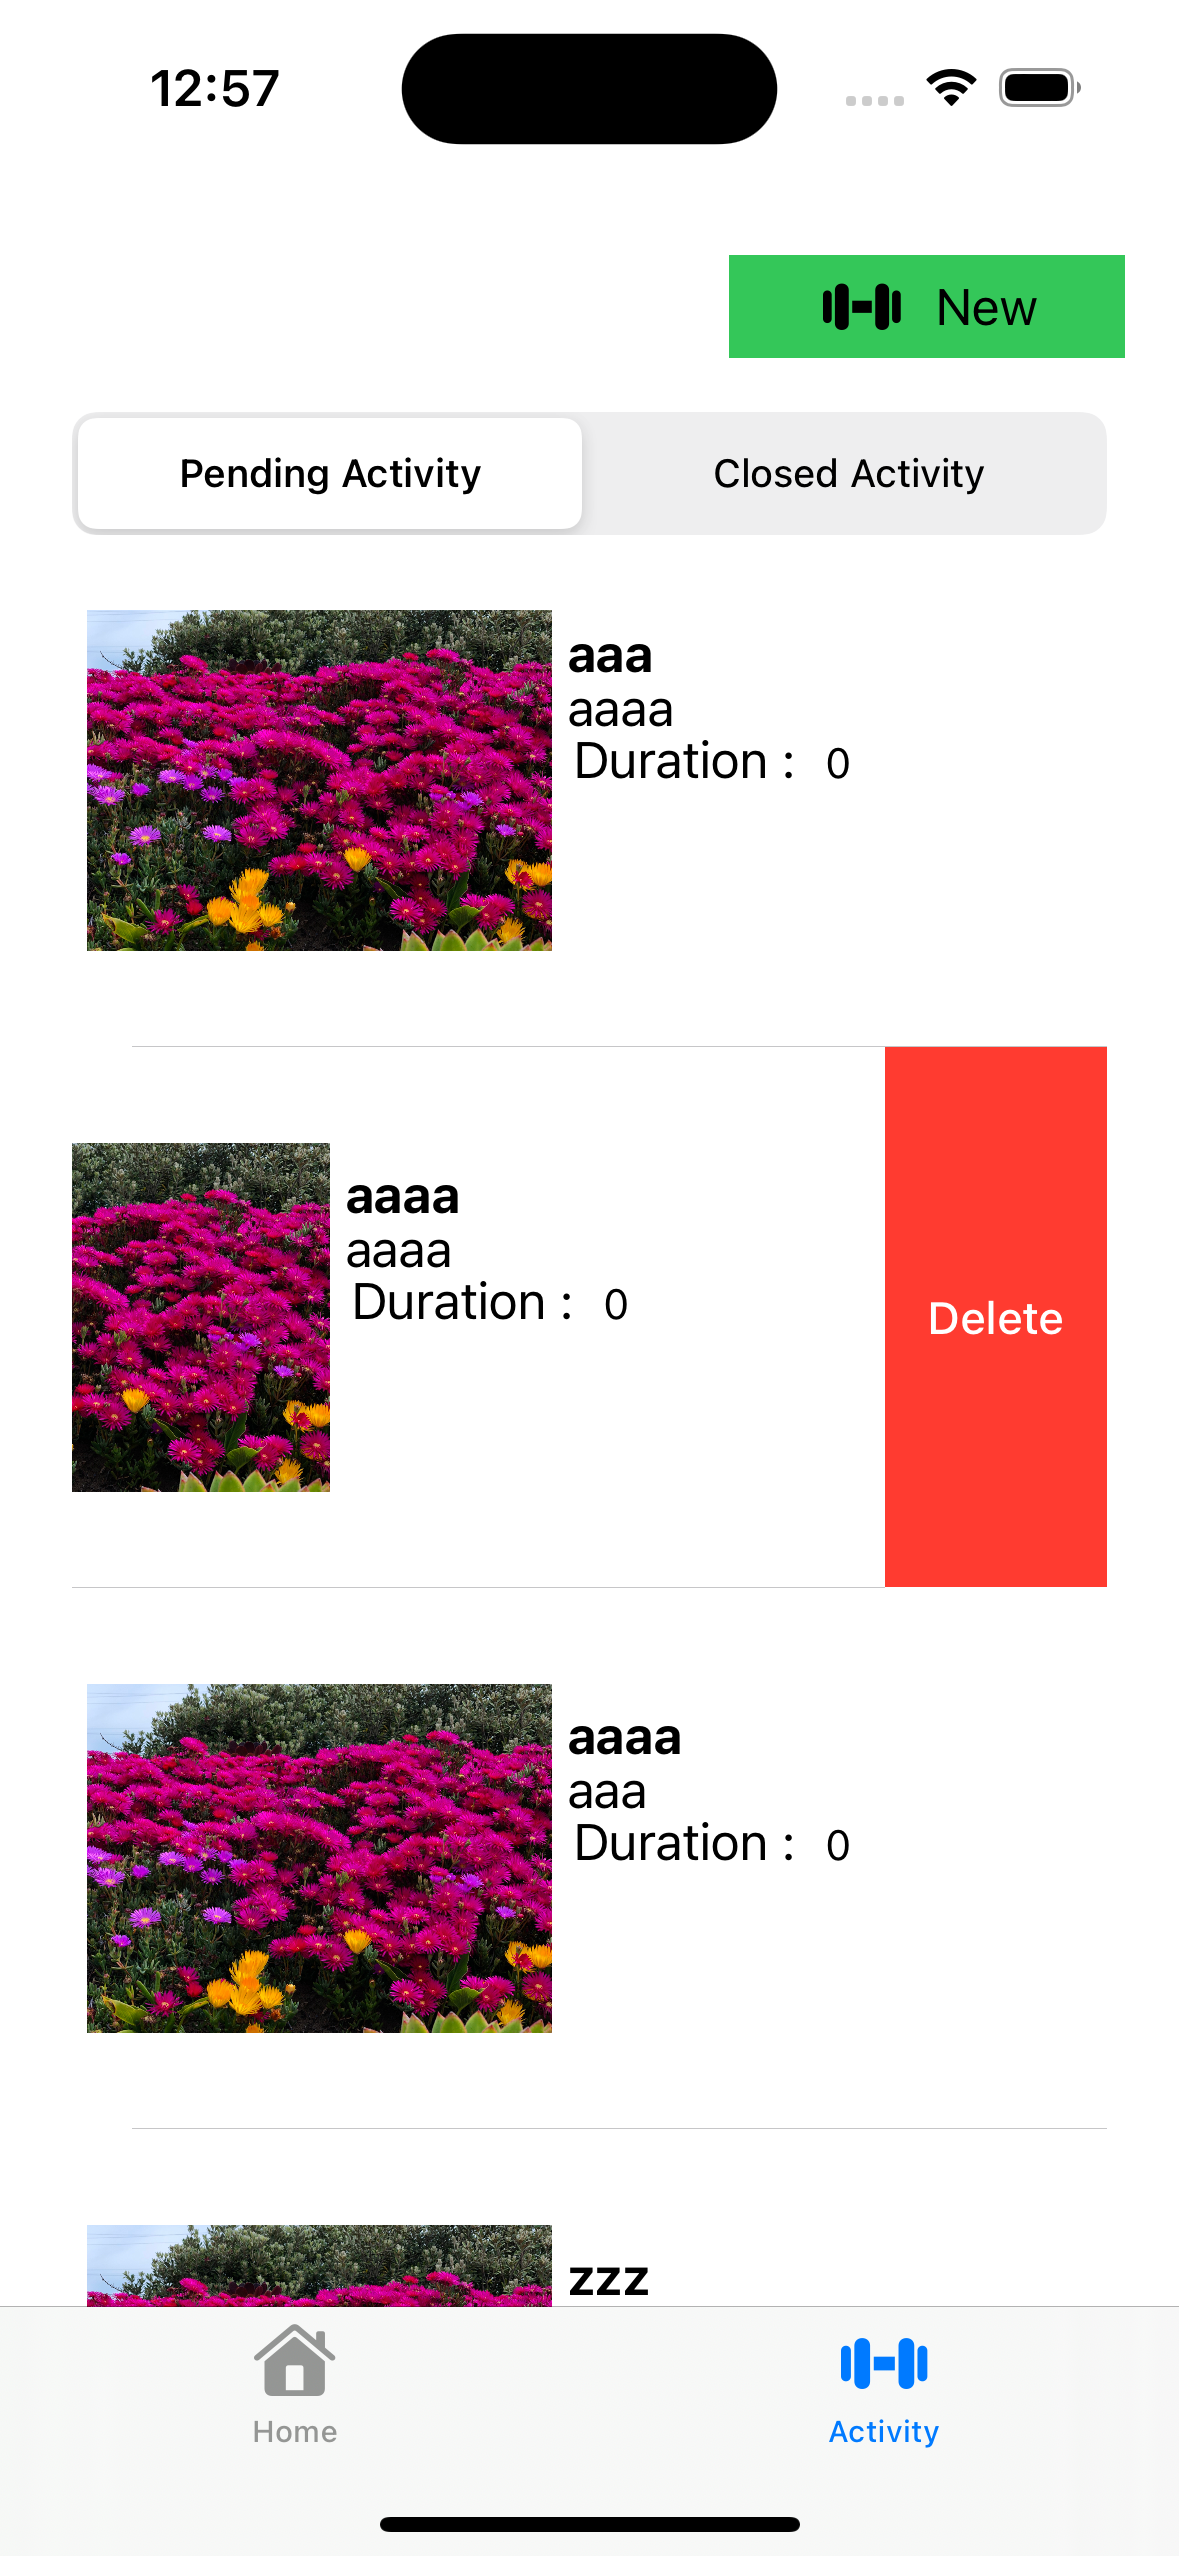 12:57
New
Pending Activity
Closed Activity
aaa
aaaa
Duration : 0
aaaa
aaaa
Duration : 0
Delete
aaaa
aaa
Duration : 0
zzz
Home
Activity